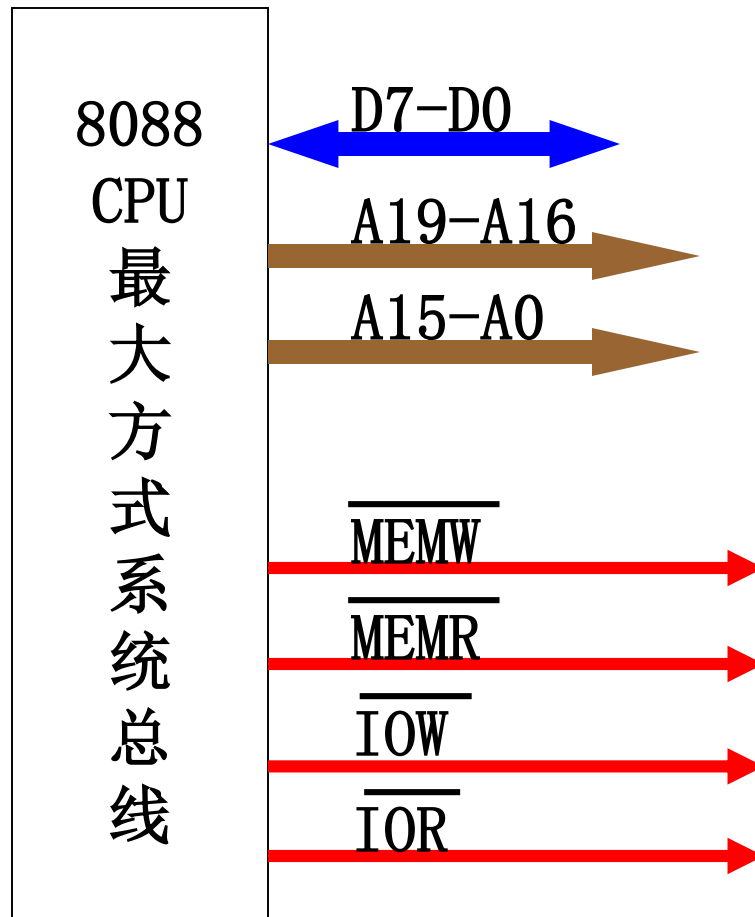 8088
CPU
最
大
方
式
系
统
总
线
D7-D0
A19-A16
A15-A0
MEMW
MEMR
IOW
IOR